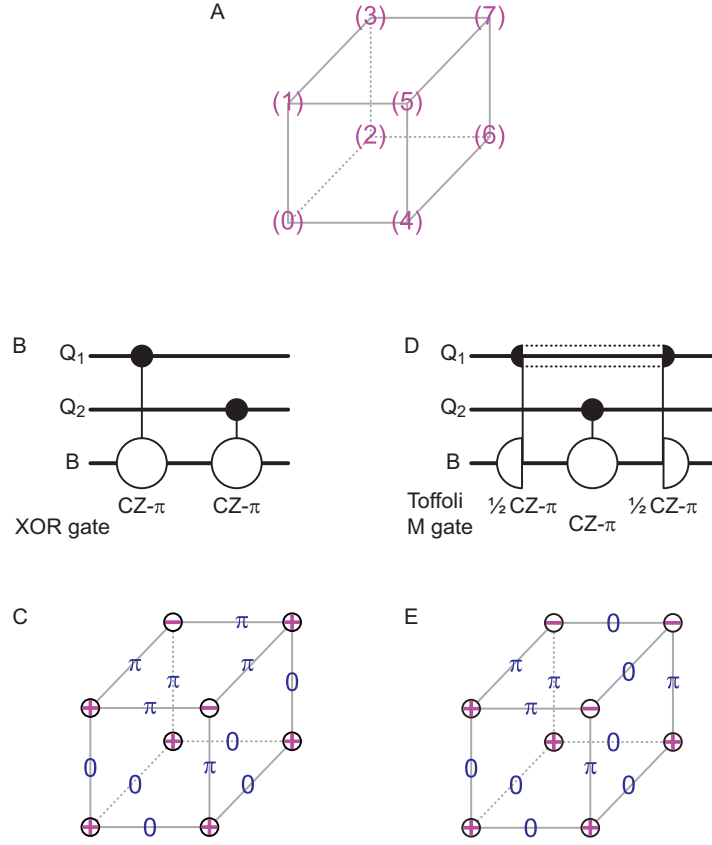 A
(3) (7)
(1) (5)
(2) (6)
(0) (4)
B
Q1
Q2
B
CZ-π CZ-π
XOR gate
D
Q1
Q2
B
Toffoli
M gate
½ CZ-π ½ CZ-π
CZ-π
C
− π +
π π π 0
+ π −
0 + 0 π +
0 0
+ 0 +
E
− 0 −
π π 0 π
+ π −
0 + 0 π +
0 0
+ 0 +